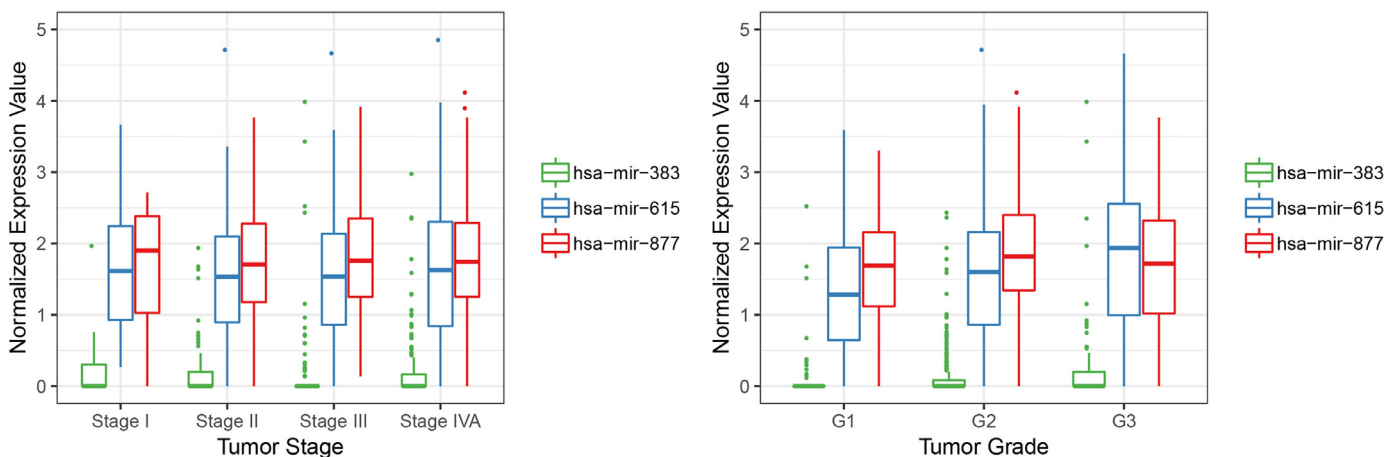 Normalized Expression Value
5
4
3
2
1
0
Stage I
Stage II
Stage III
Stage IVA
Tumor Stage
hsa−mir−383
hsa−mir−615
hsa−mir−877
Normalized Expression Value
5
4
3
2
1
0
G1
G2
G3
Tumor Grade
hsa−mir−383
hsa−mir−615
hsa−mir−877